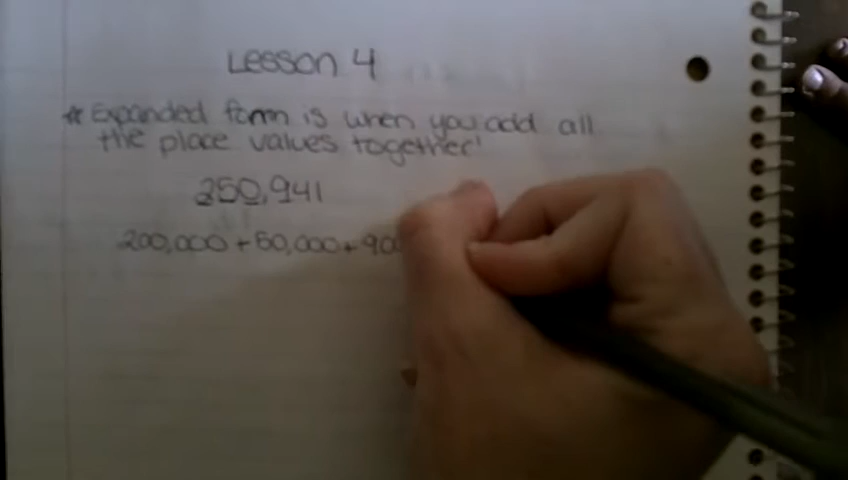 Lesson 4
* Expanded form is when you add all
the place values together!
250,941
200,000 + 50,000 + 900